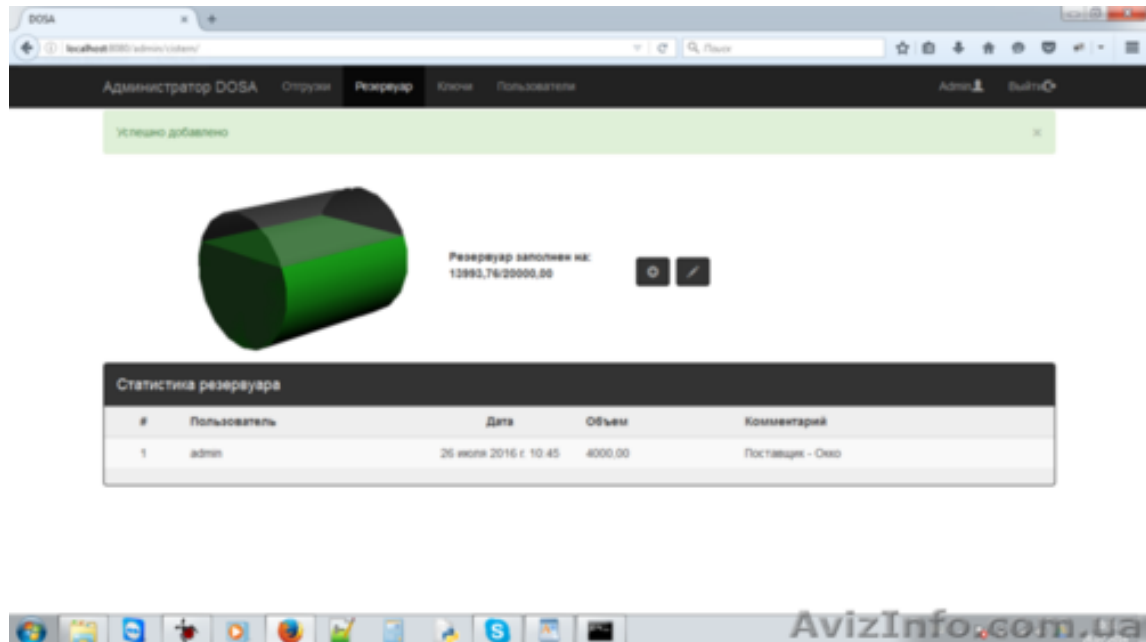 DOSA
localhost:8080/admin/cistern/
Поиск
Администратор DOSA Отгрузки Резервуар Ключи Пользователи Admin Выйти
Успешно добавлено
Резервуар заполнен на:
13993,76/20000,00
Статистика резервуара
# Пользователь Дата Объем Комментарий
1 admin 26 июля 2016 г. 10:45 4000,00 Поставщик - Окко
AvizInfo.com.ua